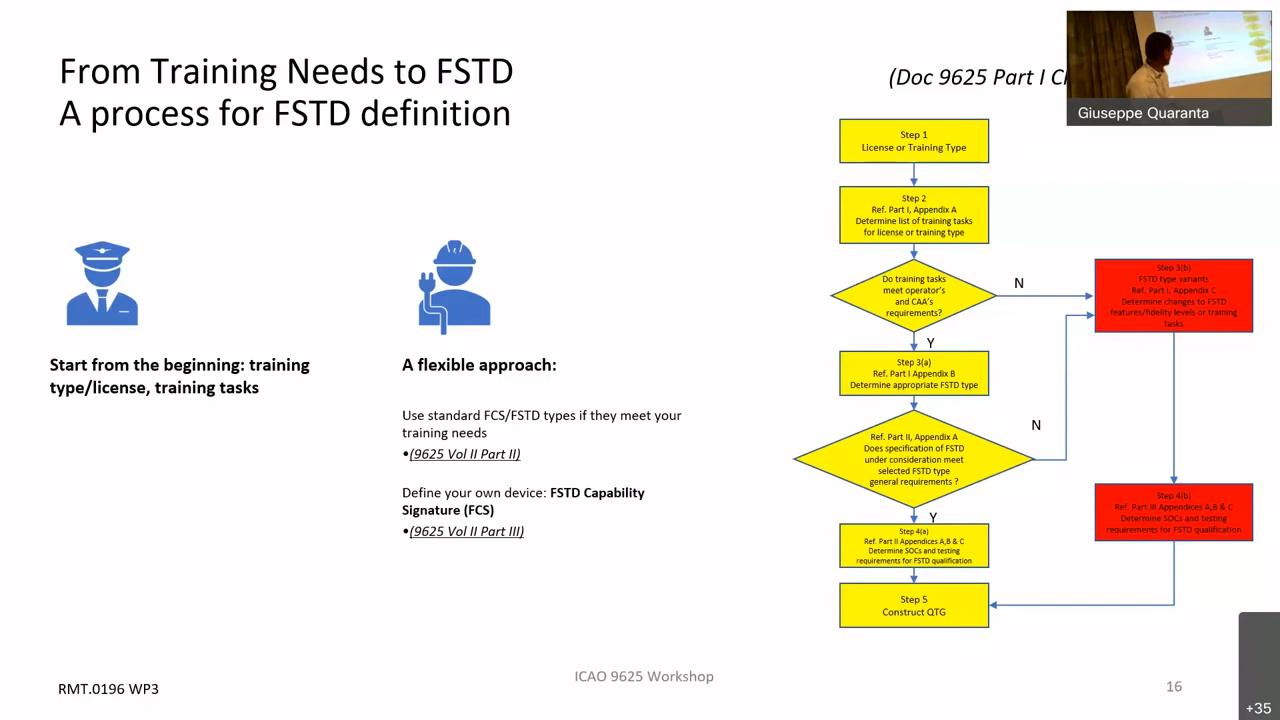 From Training Needs to FSTD
A process for FSTD definition
(Doc 9625 Part I
Giuseppe Quaranta
Start from the beginning: training
type/license, training tasks
A flexible approach:
Use standard FCS/FSTD types if they meet your
training needs
•(9625 Vol II Part II)
Define your own device: FSTD Capability
Signature (FCS)
•(9625 Vol II Part III)
Step 1
License or Training Type
Step 2
Ref. Part I, Appendix A
Determine list of training tasks
for license or training type
Do training tasks
meet operator's
and CAA's
requirements?
N
Y
Step 3(a)
Ref. Part I Appendix B
Determine appropriate FSTD type
Ref. Part II, Appendix A
Does specification of FSTD
under consideration meet
selected FSTD type
general requirements ?
N
Y
Step 4(a)
Ref. Part II Appendices A,B & C
Determine SOCs and testing
requirements for FSTD qualification
Step 5
Construct QTG
Step 3(b)
FSTD type variants
Ref. Part I, Appendix C
Determine changes to FSTD
features/fidelity levels or training
tasks
Step 4(b)
Ref. Part III Appendices A,B & C
Determine SOCs and testing
requirements for FSTD qualification
RMT.0196 WP3
ICAO 9625 Workshop
16
+35